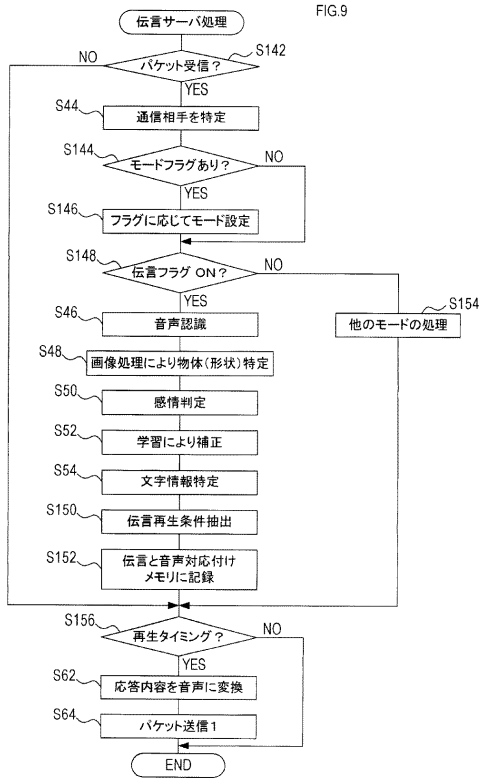 FIG.9
伝言サーバ処理
S142
NO
パケット受信？
YES
S44
通信相手を特定
S144
モードフラグあり？
NO
YES
S146
フラグに応じてモード設定
S148
伝言フラグ ON？
NO
YES
S154
他のモードの処理
S46
音声認識
S48
画像処理により物体(形状)特定
S50
感情判定
S52
学習により補正
S54
文字情報特定
S150
伝言再生条件抽出
S152
伝言と音声対応付け
メモリに記録
S156
再生タイミング？
NO
YES
S62
応答内容を音声に変換
S64
パケット送信1
END